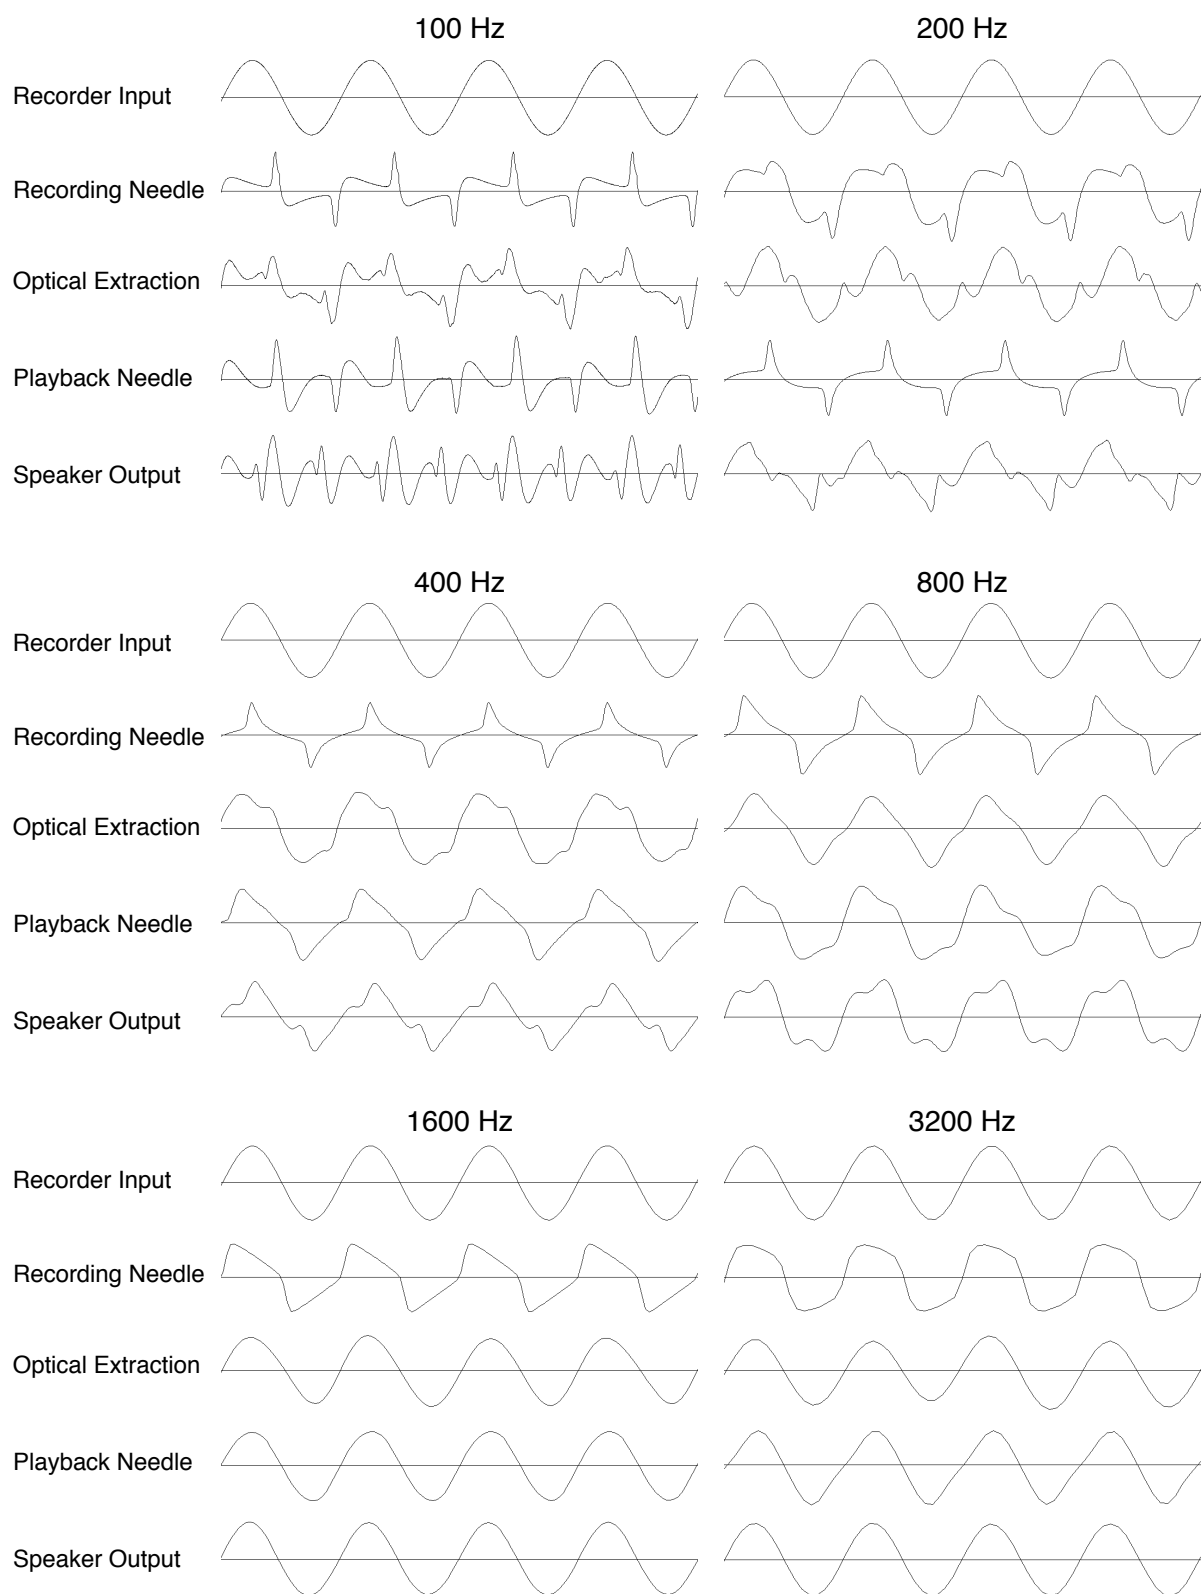 100 Hz
200 Hz
Recorder Input
Recording Needle
Optical Extraction
Playback Needle
Speaker Output
400 Hz
800 Hz
Recorder Input
Recording Needle
Optical Extraction
Playback Needle
Speaker Output
1600 Hz
3200 Hz
Recorder Input
Recording Needle
Optical Extraction
Playback Needle
Speaker Output